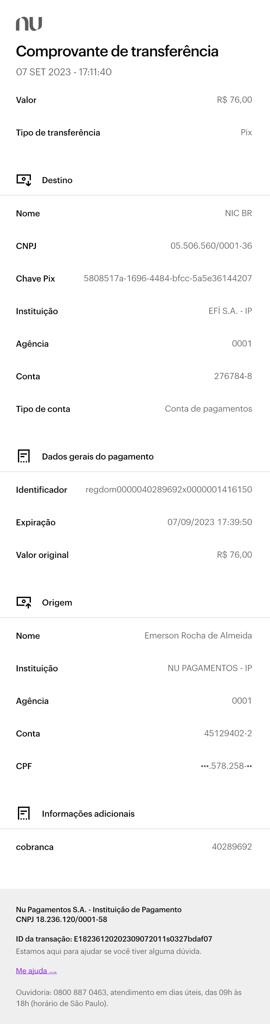 nu
Comprovante de transferência
07 SET 2023 - 17:11:40
Valor R$ 76,00
Tipo de transferência Pix
Destino
Nome NIC BR
CNPJ 05.506.560/0001-36
Chave Pix 5808517a-1696-4484-bfcc-5a5e36144207
Instituição EFÍ S.A. - IP
Agência 0001
Conta 276784-8
Tipo de conta Conta de pagamentos
Dados gerais do pagamento
Identificador regdom0000040289692x0000001416150
Expiração 07/09/2023 17:39:50
Valor original R$ 76,00
Origem
Nome Emerson Rocha de Almeida
Instituição NU PAGAMENTOS - IP
Agência 0001
Conta 45129402-2
CPF •••.578.258-••
Informações adicionais
cobranca 40289692
Nu Pagamentos S.A. - Instituição de Pagamento
CNPJ 18.236.120/0001-58
ID da transação: E18236120202309072011s0327bdaf07
Estamos aqui para ajudar se você tiver alguma dúvida.
Me ajuda →
Ouvidoria: 0800 887 0463, atendimento em dias úteis, das 09h às
18h (horário de São Paulo).